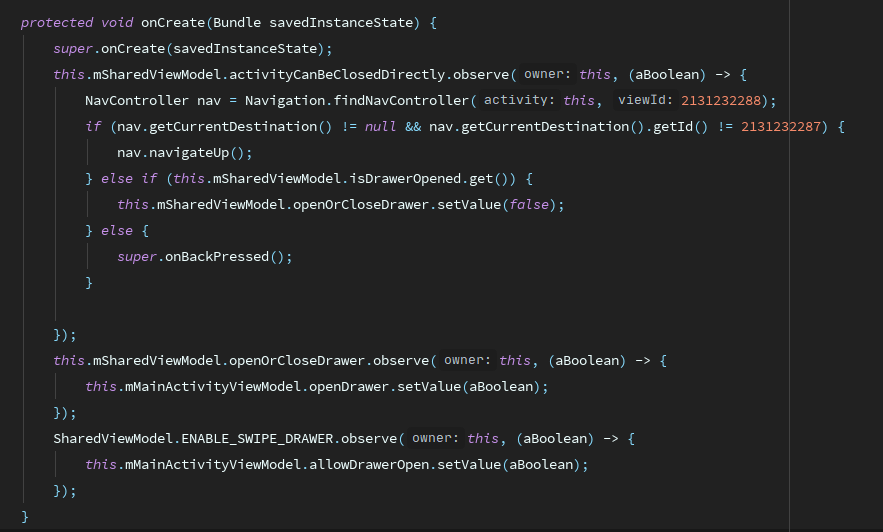 protected void onCreate(Bundle savedInstanceState) {
super.onCreate(savedInstanceState);
this.mSharedViewModel.activityCanBeClosedDirectly.observe( owner: this, (aBoolean) -> {
NavController nav = Navigation.findNavController( activity: this, viewId: 2131232288);
if (nav.getCurrentDestination() != null && nav.getCurrentDestination().getId() != 2131232287) {
nav.navigateUp();
} else if (this.mSharedViewModel.isDrawerOpened.get()) {
this.mSharedViewModel.openOrCloseDrawer.setValue(false);
} else {
super.onBackPressed();
}
});
this.mSharedViewModel.openOrCloseDrawer.observe( owner: this, (aBoolean) -> {
this.mMainActivityViewModel.openDrawer.setValue(aBoolean);
});
SharedViewModel.ENABLE_SWIPE_DRAWER.observe( owner: this, (aBoolean) -> {
this.mMainActivityViewModel.allowDrawerOpen.setValue(aBoolean);
});
}